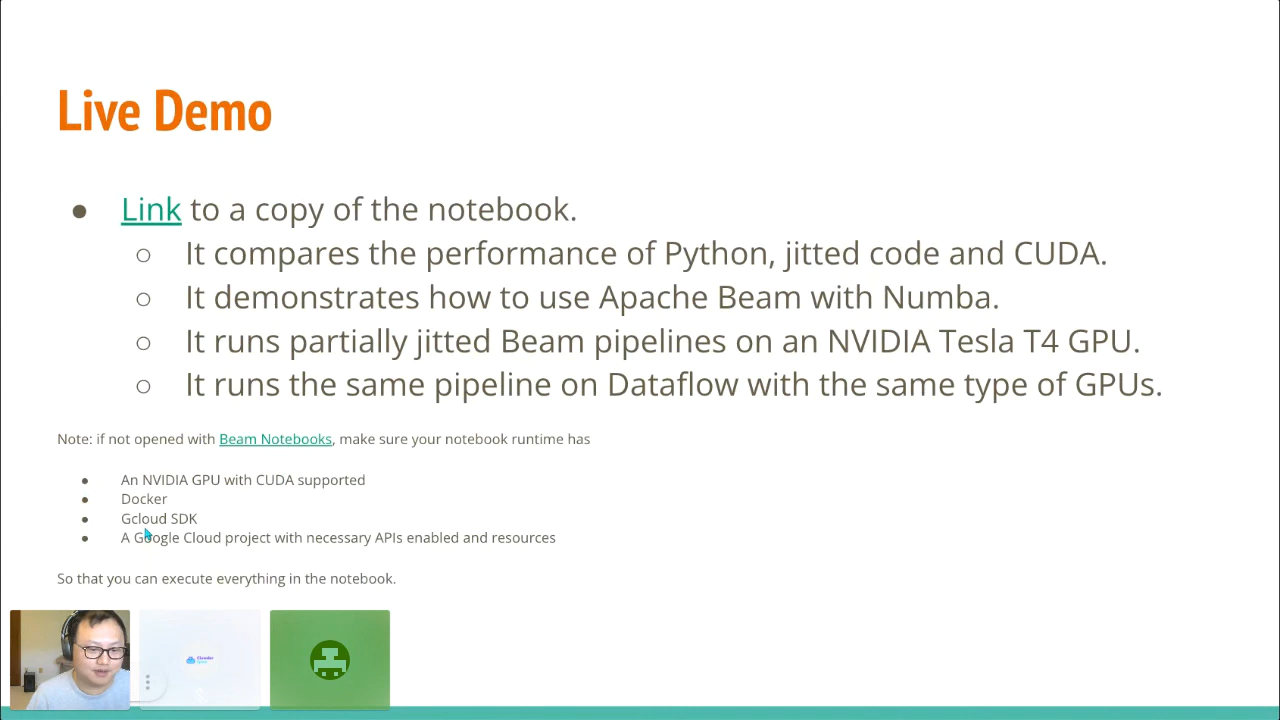 Live Demo
● Link to a copy of the notebook.
○ It compares the performance of Python, jitted code and CUDA.
○ It demonstrates how to use Apache Beam with Numba.
○ It runs partially jitted Beam pipelines on an NVIDIA Tesla T4 GPU.
○ It runs the same pipeline on Dataflow with the same type of GPUs.
Note: if not opened with Beam Notebooks, make sure your notebook runtime has
● An NVIDIA GPU with CUDA supported
● Docker
● Gcloud SDK
● A Google Cloud project with necessary APIs enabled and resources
So that you can execute everything in the notebook.